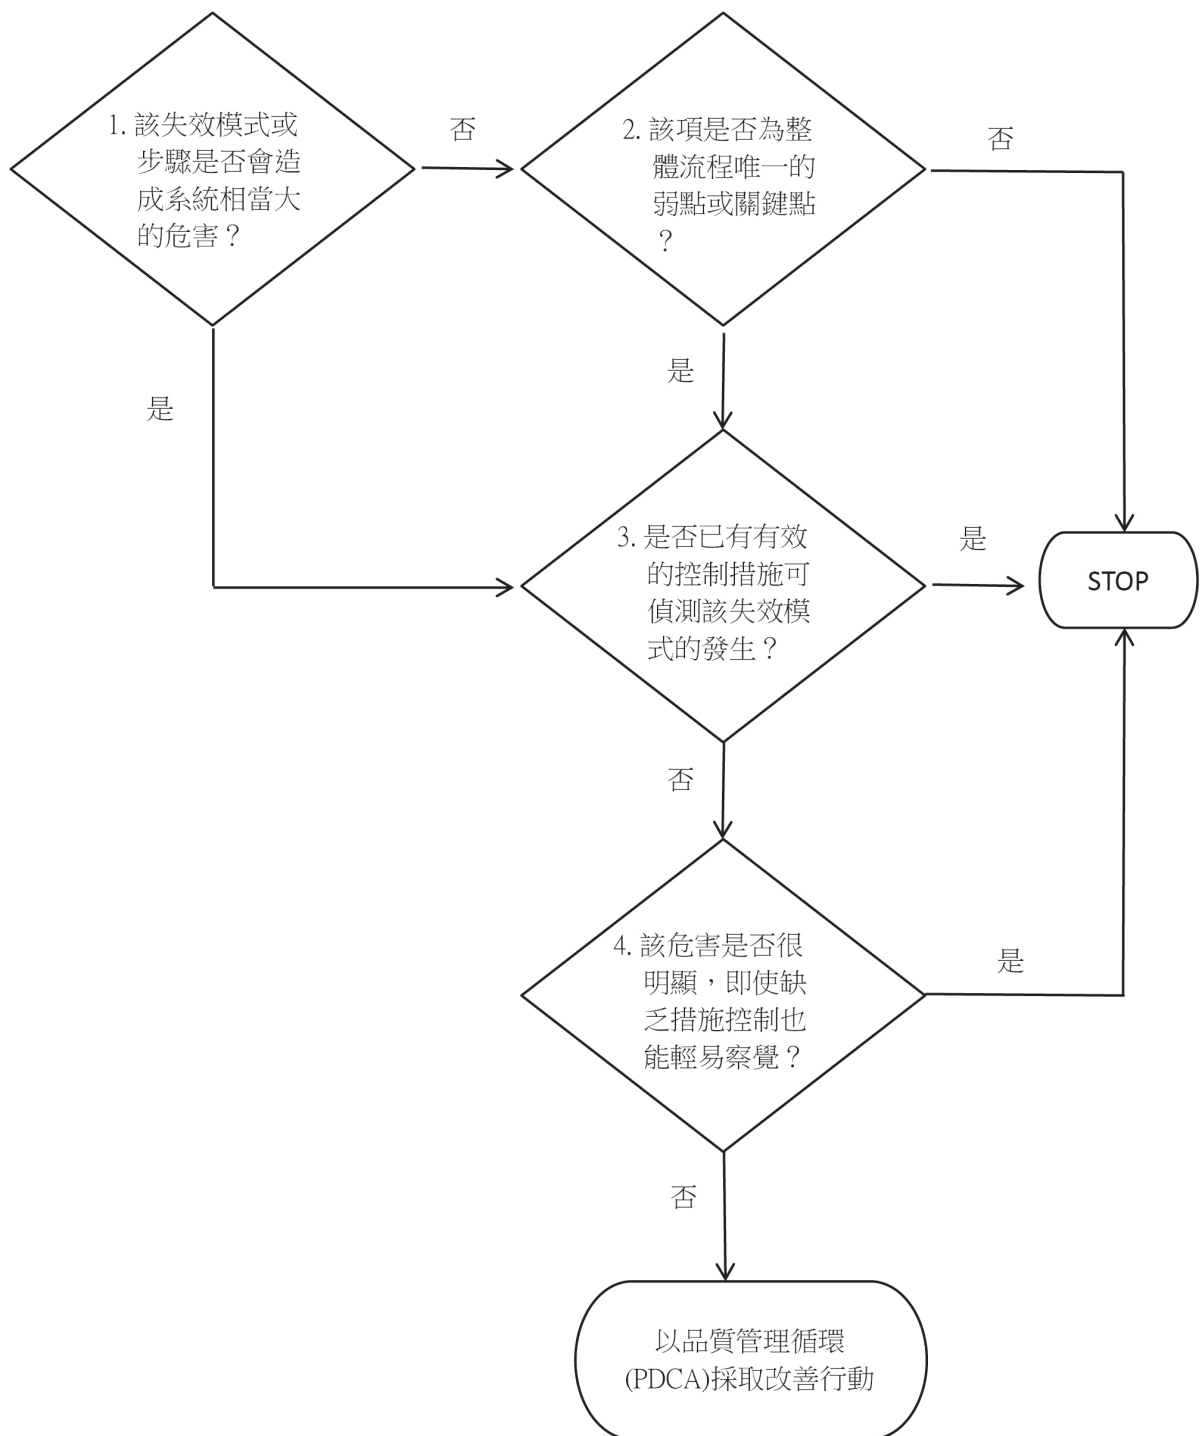 1. 該失效模式或
步驟是否會造
成系統相當大
的危害？
否
2. 該項是否為整
體流程唯一的
弱點或關鍵點
？
否
是
是
3. 是否已有有效
的控制措施可
偵測該失效模
式的發生？
是
STOP
否
4. 該危害是否很
明顯，即使缺
乏措施控制也
能輕易察覺？
是
否
以品質管理循環
(PDCA)採取改善行動